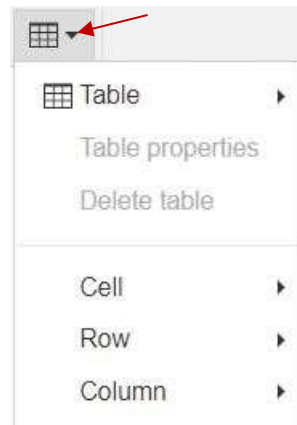 Table
Table properties
Delete table
Cell
Row
Column